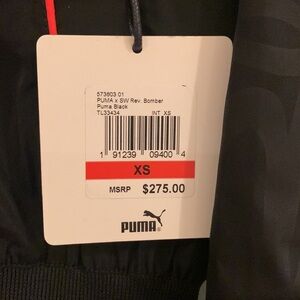 573803 01
PUMA x SW Rev. Bomber
Puma Black
TL33434 INT XS
1 91239 09400 4
XS
MSRP $275.00
PUMA